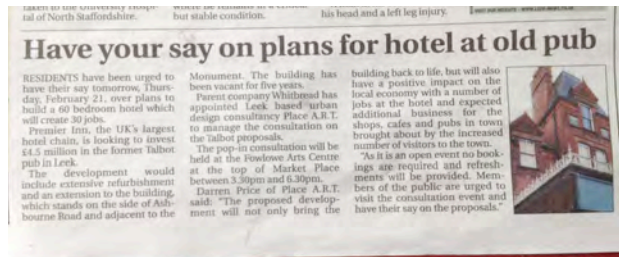 tal of North Staffordshire.
but stable condition.
his head and a left leg injury.
Have your say on plans for hotel at old pub
RESIDENTS have been urged to
have their say tomorrow, Thurs-
day, February 21, over plans to
build a 60 bedroom hotel which
will create 30 jobs.
Premier Inn, the UK's largest
hotel chain, is looking to invest
£4.5 million in the former Talbot
pub in Leek.
The development would
include extensive refurbishment
and an extension to the building,
which stands on the side of Ash-
bourne Road and adjacent to the
Monument. The building has
been vacant for five years.
Parent company Whitbread has
appointed Leek based urban
design consultancy Place A.R.T.
to manage the consultation on
the Talbot proposals.
The pop-in consultation will be
held at the Fowlowe Arts Centre
at the top of Market Place
between 3.30pm and 6.30pm.
Darren Price of Place A.R.T.
said: "The proposed develop-
ment will not only bring the
building back to life, but will also
have a positive impact on the
local economy with a number of
jobs at the hotel and expected
additional business for the
shops, cafes and pubs in town
brought about by the increased
number of visitors to the town.
"As it is an open event no book-
ings are required and refresh-
ments will be provided. Mem-
bers of the public are urged to
visit the consultation event and
have their say on the proposals."